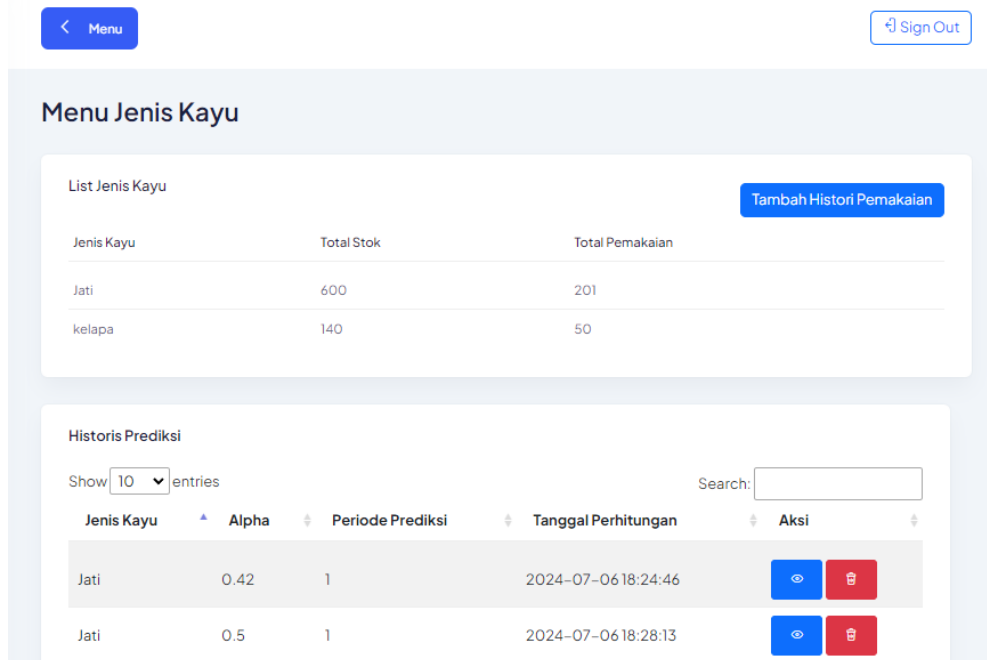 Menu
Sign Out
Menu Jenis Kayu
List Jenis Kayu
Tambah Histori Pemakaian
Jenis Kayu Total Stok Total Pemakaian
Jati 600 201
kelapa 140 50
Historis Prediksi
Show 10 entries
Search:
Jenis Kayu Alpha Periode Prediksi Tanggal Perhitungan Aksi
Jati 0.42 1 2024-07-06 18:24:46
Jati 0.5 1 2024-07-06 18:28:13